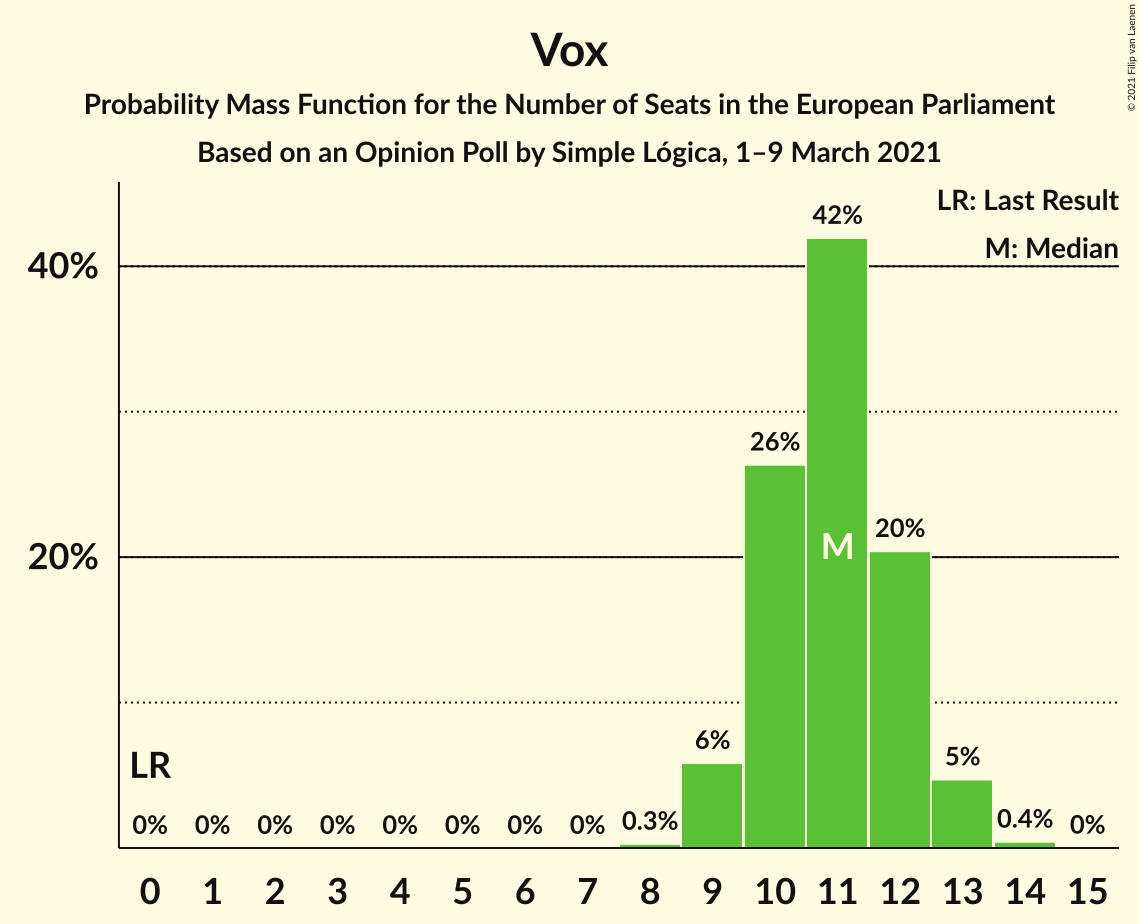 Vox
Probability Mass Function for the Number of Seats in the European Parliament
Based on an Opinion Poll by Simple Lógica, 1–9 March 2021
© 2021 Filip van Laenen
LR: Last Result
M: Median
40%
20%
42%
26%
M
20%
6%
5%
LR
0% 0% 0% 0% 0% 0% 0% 0% 0.3% 0.4% 0%
0 1 2 3 4 5 6 7 8 9 10 11 12 13 14 15